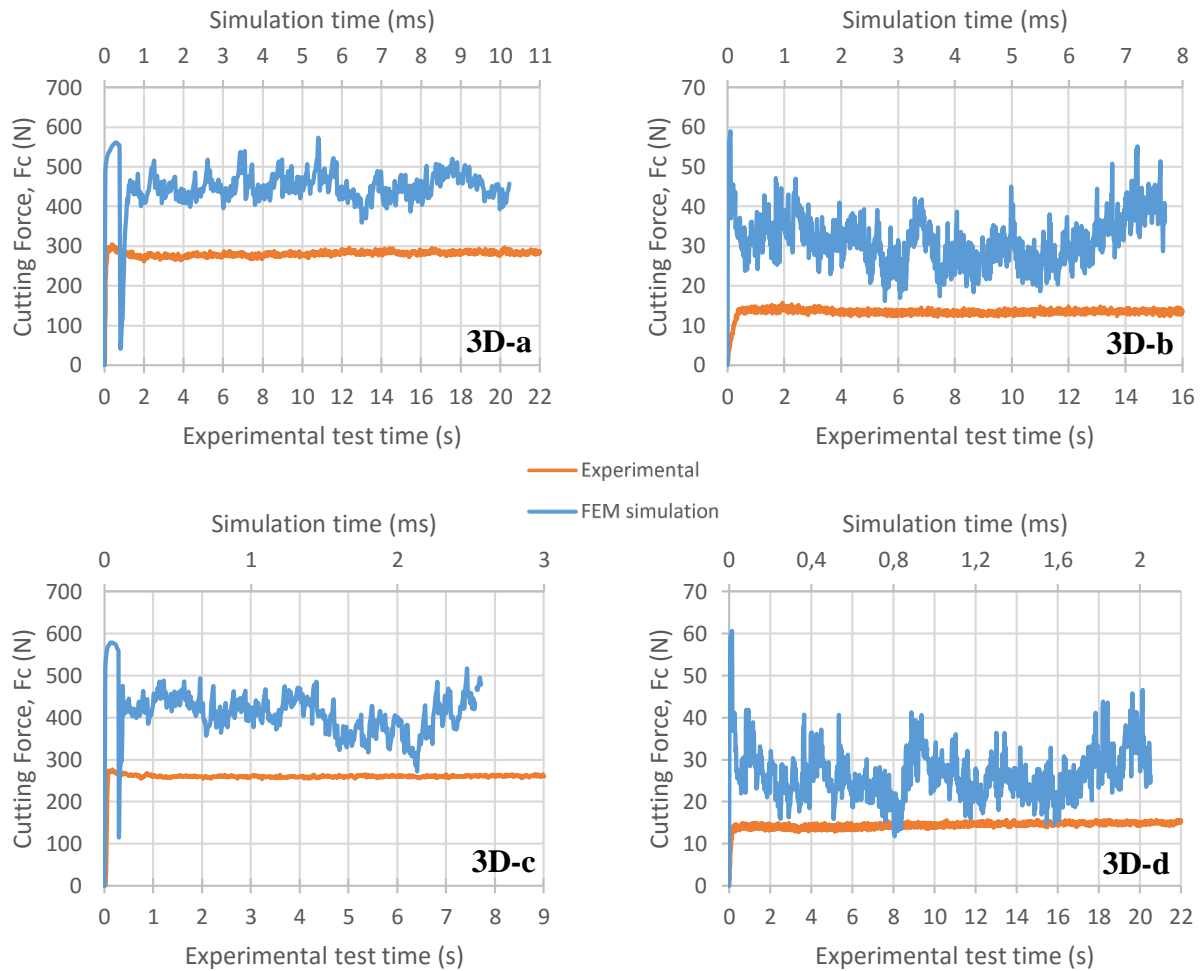 Simulation time (ms)
0 1 2 3 4 5 6 7 8 9 10 11
700
600
500
400
300
200
100
0
Cutting Force, Fc (N)
3D-a
0 2 4 6 8 10 12 14 16 18 20 22
Experimental test time (s)
Simulation time (ms)
0 1 2 3 4 5 6 7 8
70
60
50
40
30
20
10
0
Cutting Force, Fc (N)
3D-b
0 2 4 6 8 10 12 14 16
Experimental test time (s)
Experimental
FEM simulation
Simulation time (ms)
0 1 2 3
700
600
500
400
300
200
100
0
Cutting Force, Fc (N)
3D-c
0 1 2 3 4 5 6 7 8 9
Experimental test time (s)
Simulation time (ms)
0 0,4 0,8 1,2 1,6 2
70
60
50
40
30
20
10
0
Cutting Force, Fc (N)
3D-d
0 2 4 6 8 10 12 14 16 18 20 22
Experimental test time (s)